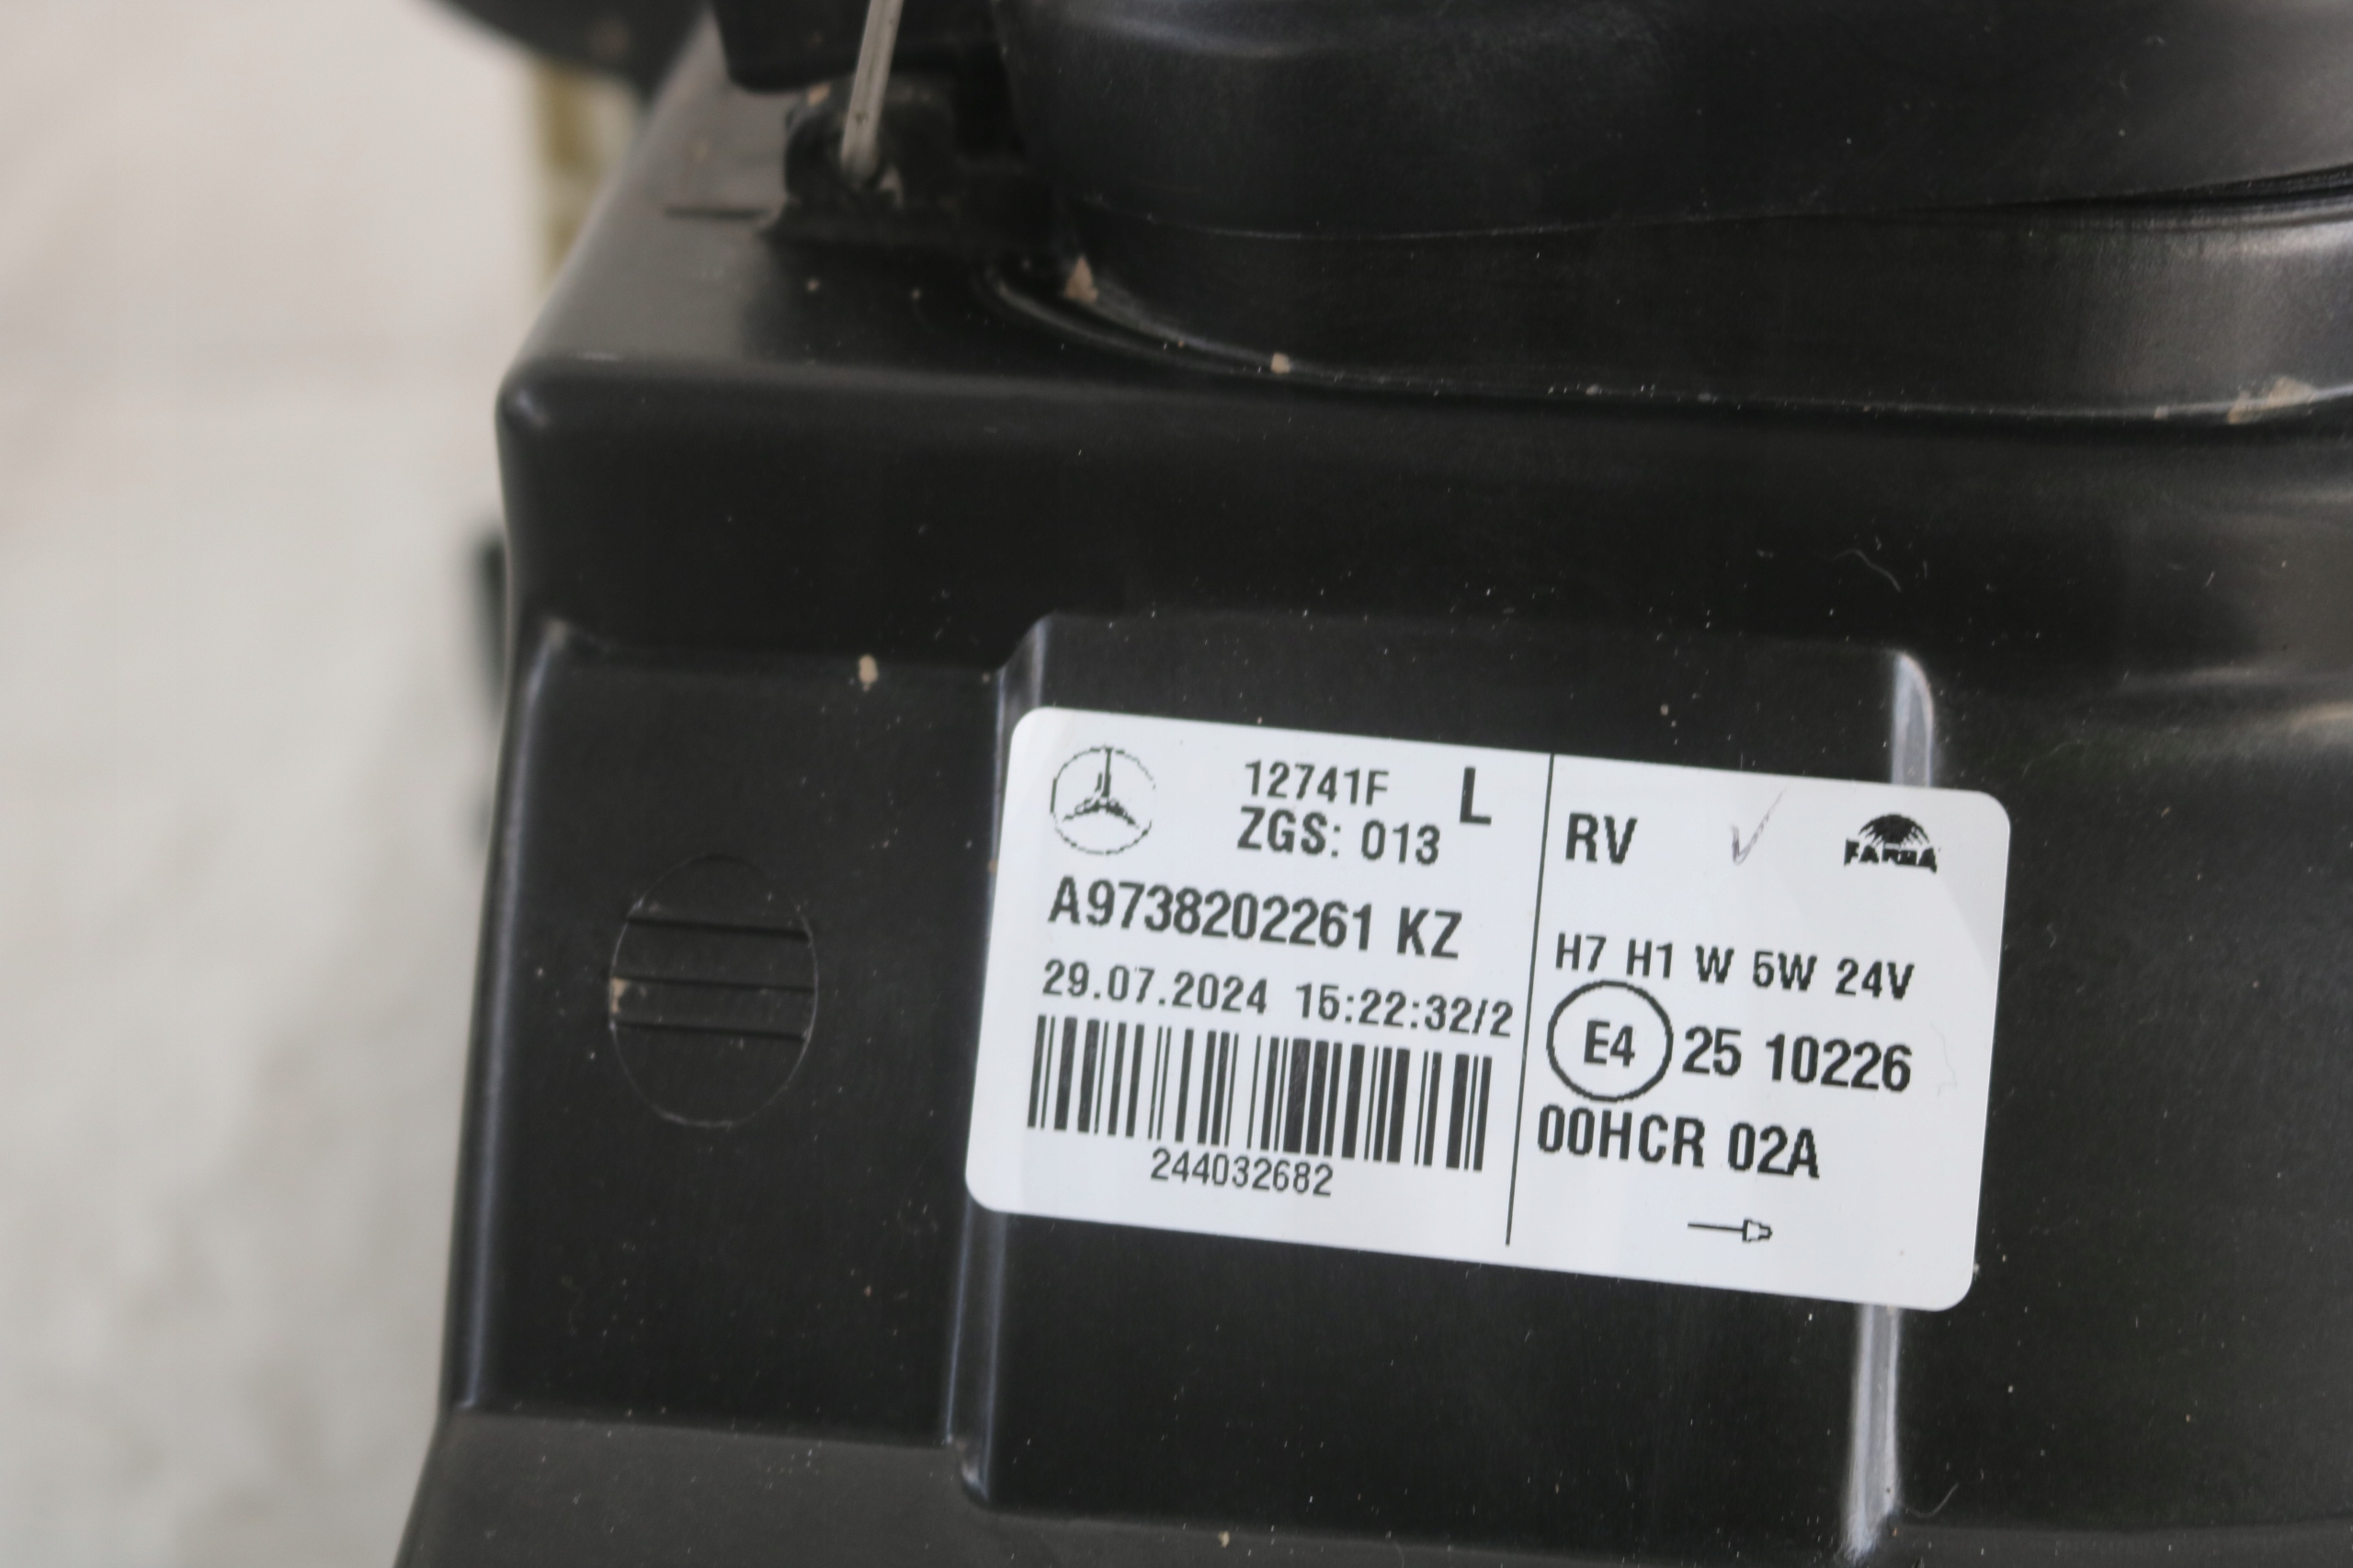 12741F L
ZGS: 013
A9738202261 KZ
29.07.2024 15:22:32/2
244032682
RV
FARBA
H7 H1 W 5W 24V
E4 25 10226
00HCR 02A